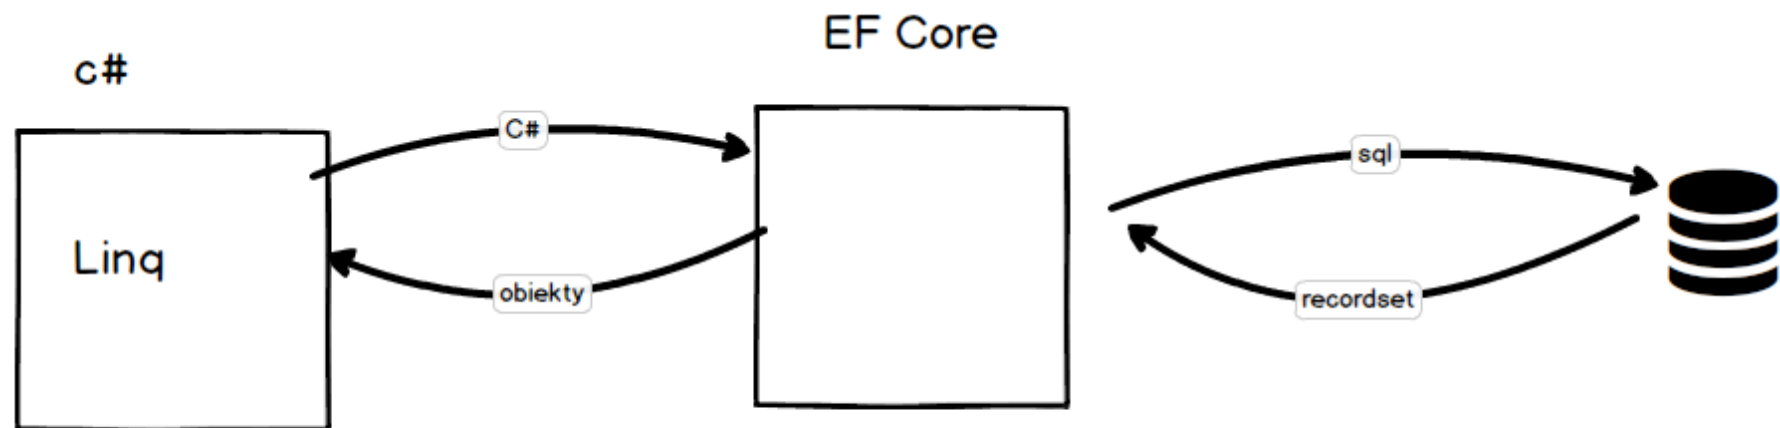 EF Core
c#
C#
sql
Linq
obiekty
recordset